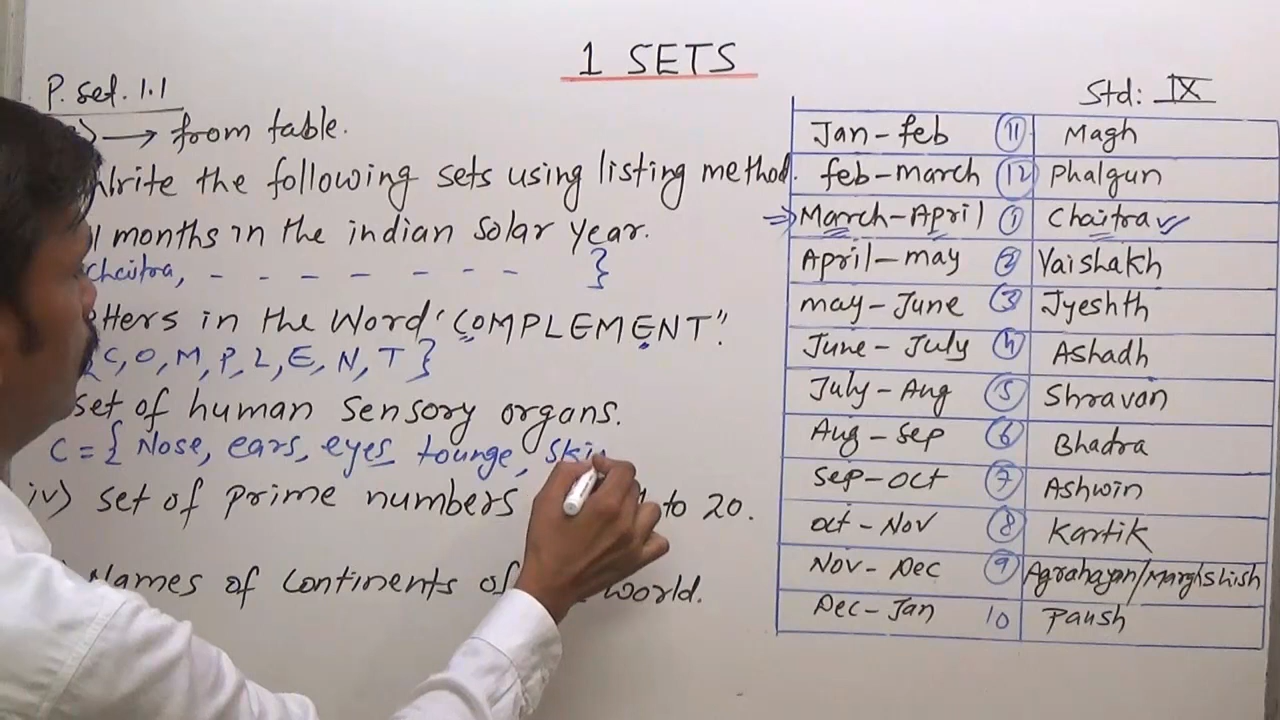 1 SETS
P. set. 1.1
Std: IX
→ from table.
Write the following sets using listing method.
months in the indian solar year.
Chaitra, - - - - - - - }
in the Word "COMPLEMENT".
{ C, O, M, P, L, E, N, T }
set of human sensory organs.
C = { Nose, ears, eyes, tounge,
iv) set of prime numbers to 20.
Names of continents of world.
Jan - feb 11 Magh
feb - march 12 Phalgun
⇒ March - April 1 Chaitra ✓
April - may 2 Vaishakh
may - June 3 Jyeshth
June - July 4 Ashadh
July - Aug 5 Shravan
Aug - sep 6 Bhadra
sep - oct 7 Ashwin
oct - Nov 8 Kartik
Nov - Dec 9 Agrahayan/Margshish
Dec - Jan 10 Paush